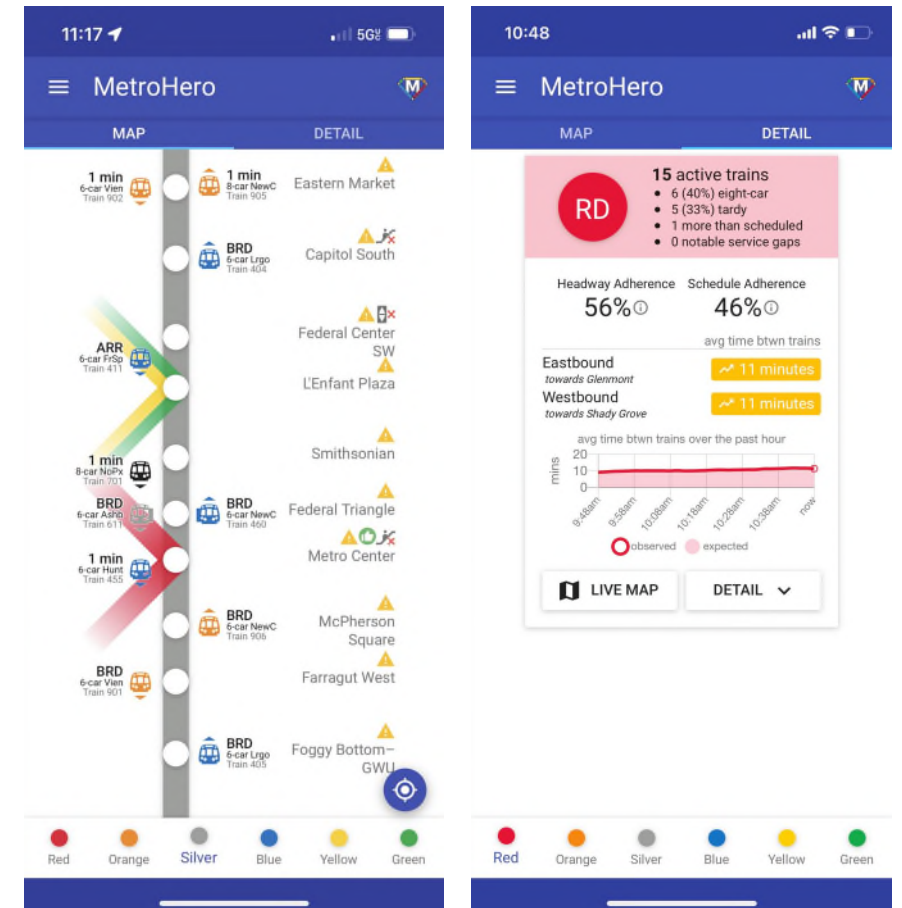 11:17
5G
MetroHero
MAP
DETAIL
1 min
6-car Vien
Train 902
1 min
8-car NewC
Train 905
Eastern Market
BRD
6-car Lrgo
Train 404
Capitol South
Federal Center
SW
ARR
6-car FrSp
Train 411
L'Enfant Plaza
Smithsonian
1 min
8-car NoPx
Train 701
BRD
6-car Ashb
Train 611
BRD
6-car NewC
Train 460
Federal Triangle
Metro Center
1 min
6-car Hunt
Train 455
BRD
6-car NewC
Train 906
McPherson
Square
BRD
6-car Vien
Train 901
Farragut West
BRD
6-car Lrgo
Train 405
Foggy Bottom–
GWU
Red
Orange
Silver
Blue
Yellow
Green
10:48
MetroHero
M
MAP
DETAIL
RD
15 active trains
6 (40%) eight-car
5 (33%) tardy
1 more than scheduled
0 notable service gaps
Headway Adherence
56%
Schedule Adherence
46%
avg time btwn trains
Eastbound
towards Glenmont
11 minutes
Westbound
towards Shady Grove
11 minutes
avg time btwn trains over the past hour
mins
20
10
0
9:48am
9:58am
10:08am
10:18am
10:28am
10:38am
now
observed
expected
LIVE MAP
DETAIL
Red
Orange
Silver
Blue
Yellow
Green